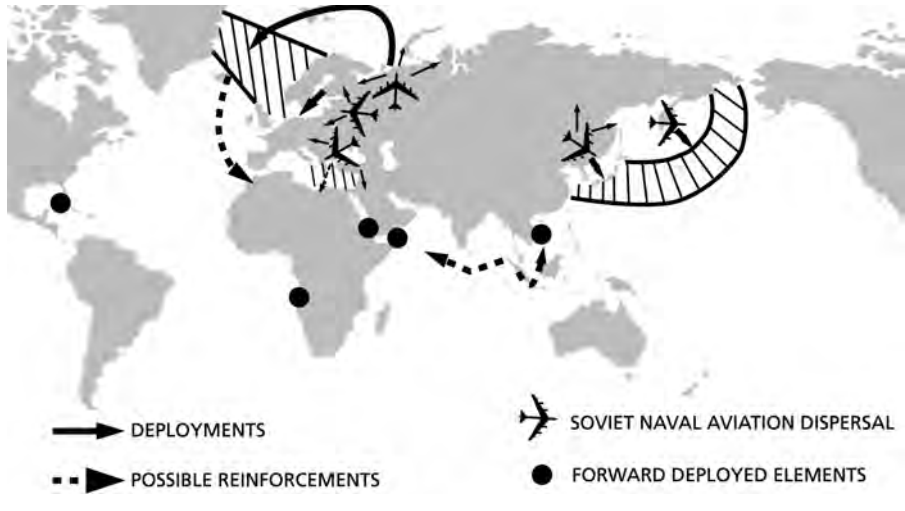 DEPLOYMENTS
SOVIET NAVAL AVIATION DISPERSAL
POSSIBLE REINFORCEMENTS
FORWARD DEPLOYED ELEMENTS